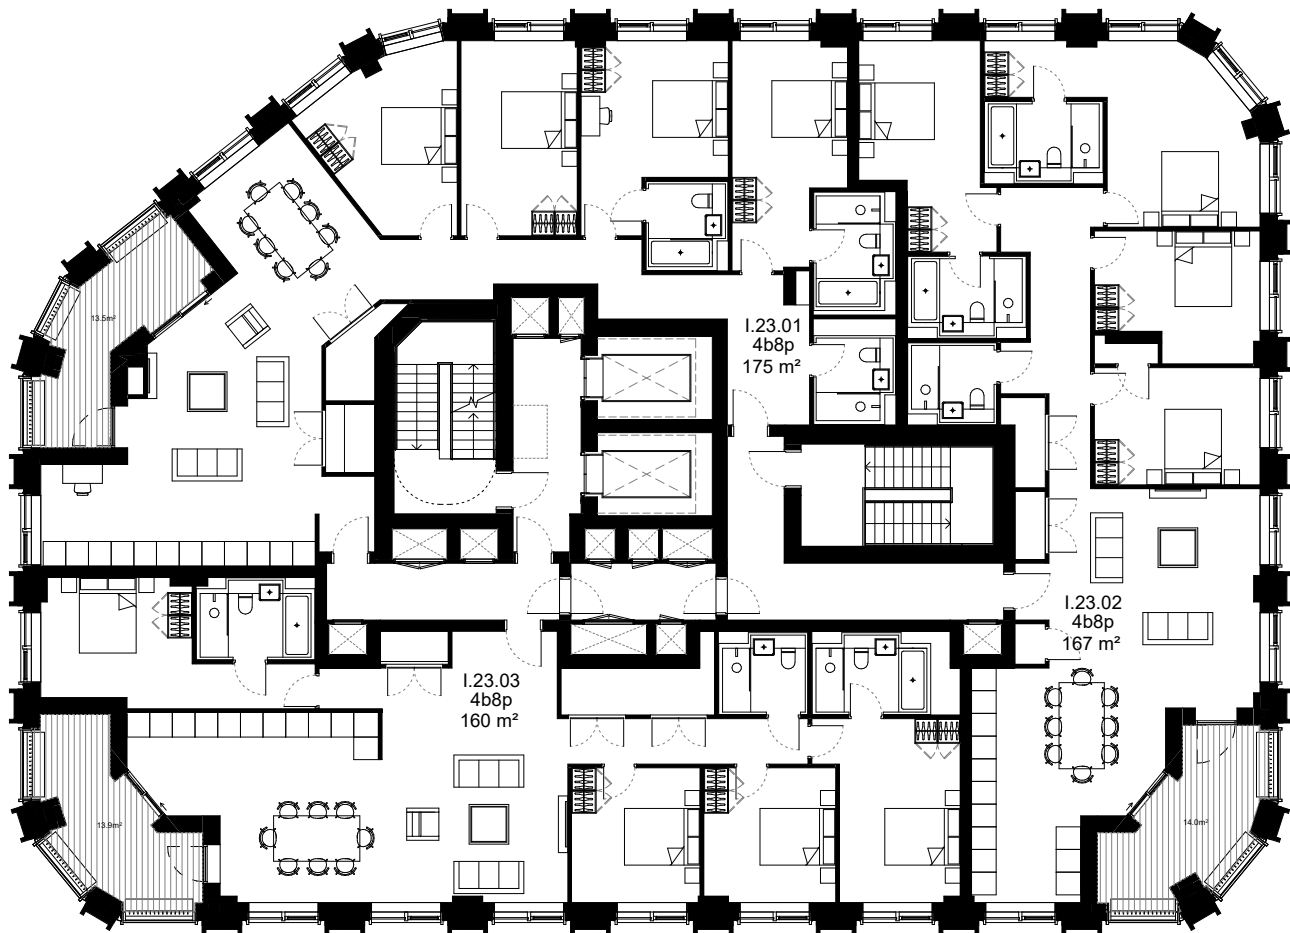 13.5m²
I.23.01
4b8p
175 m²
I.23.02
4b8p
167 m²
I.23.03
4b8p
160 m²
13.9m²
14.0m²